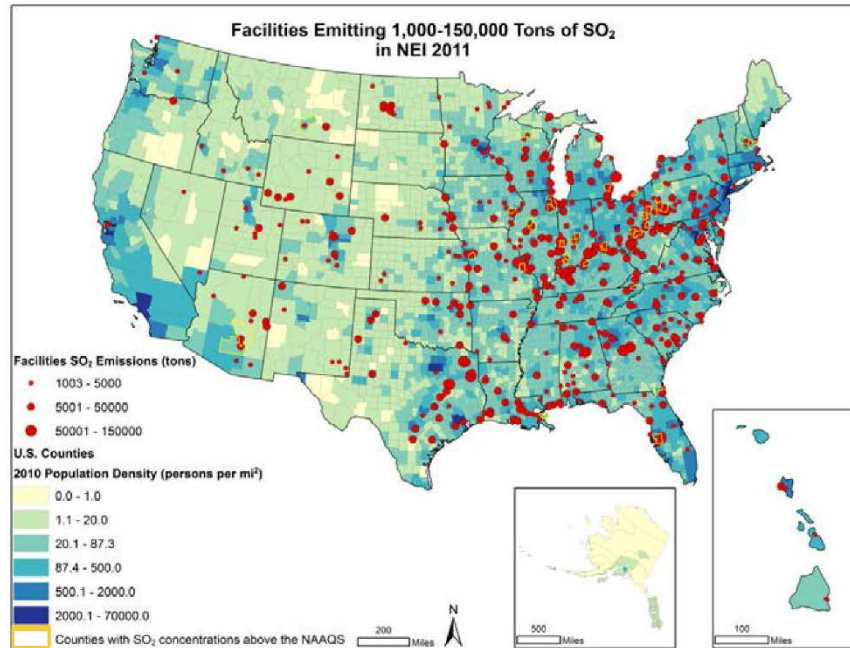 Facilities Emitting 1,000-150,000 Tons of SO₂
in NEI 2011
Facilities SO₂ Emissions (tons)
1003 - 5000
5001 - 50000
50001 - 150000
U.S. Counties
2010 Population Density (persons per mi²)
0.0 - 1.0
1.1 - 20.0
20.1 - 87.3
87.4 - 500.0
500.1 - 2000.0
2000.1 - 70000.0
Counties with SO₂ concentrations above the NAAQS
200
Miles
N
500
Miles
100
Miles